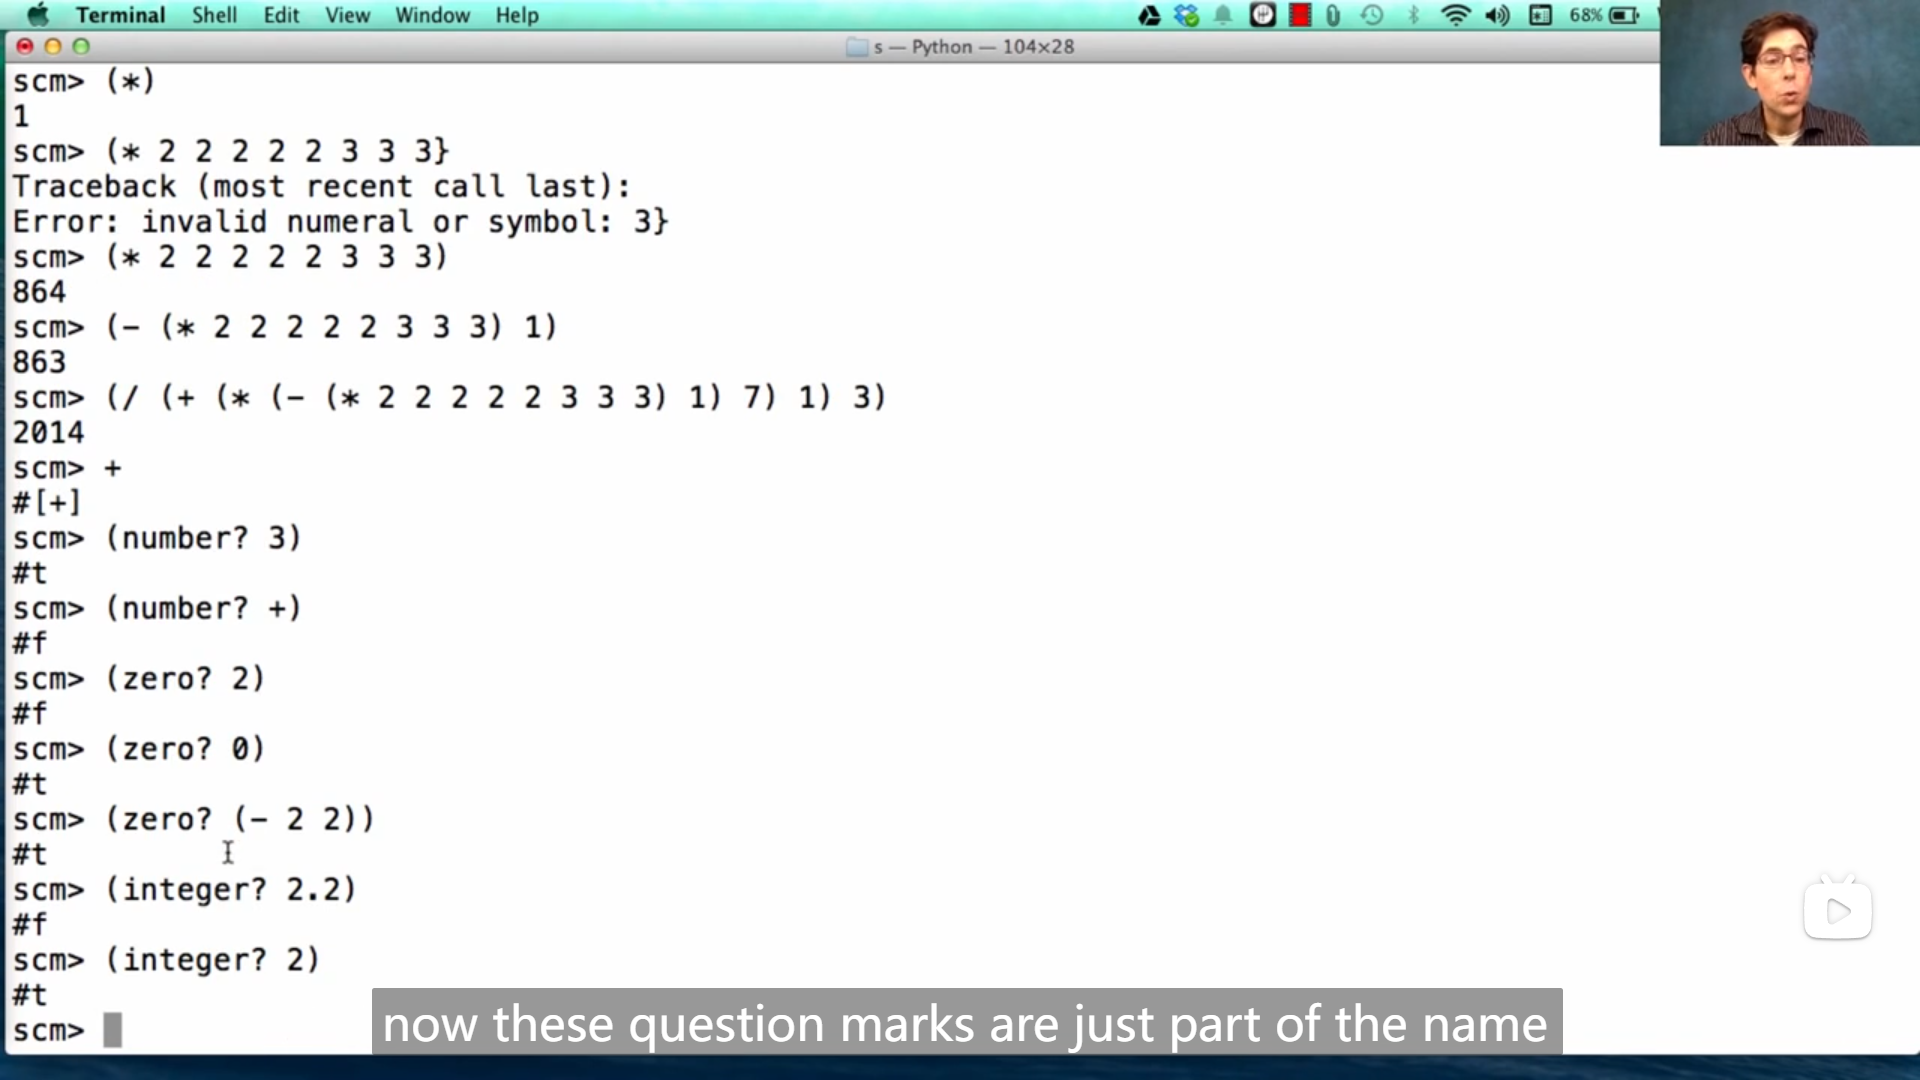 Terminal Shell Edit View Window Help 68%
s — Python — 104×28
scm> (*)
1
scm> (* 2 2 2 2 2 3 3 3}
Traceback (most recent call last):
Error: invalid numeral or symbol: 3}
scm> (* 2 2 2 2 2 3 3 3)
864
scm> (- (* 2 2 2 2 2 3 3 3) 1)
863
scm> (/ (+ (* (- (* 2 2 2 2 2 3 3 3) 1) 7) 1) 3)
2014
scm> +
#[+]
scm> (number? 3)
#t
scm> (number? +)
#f
scm> (zero? 2)
#f
scm> (zero? 0)
#t
scm> (zero? (- 2 2))
#t
scm> (integer? 2.2)
#f
scm> (integer? 2)
#t
scm>
now these question marks are just part of the name